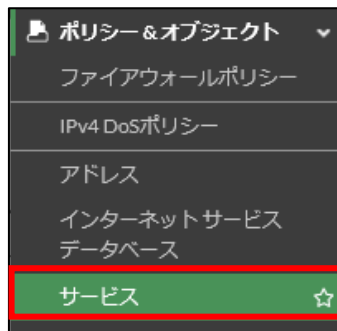 ポリシー&オブジェクト
ファイアウォールポリシー
IPv4 DoSポリシー
アドレス
インターネットサービス
データベース
サービス